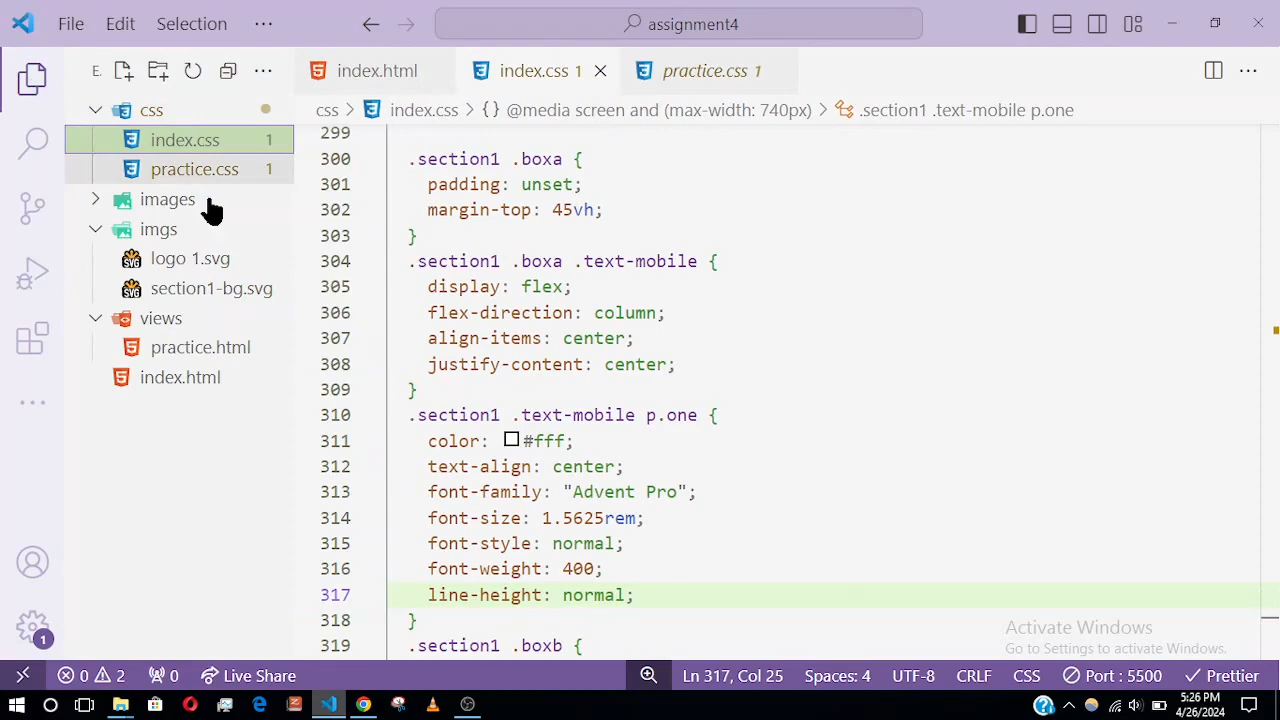 File Edit Selection ··· assignment4
E. ··· index.html index.css 1 practice.css 1 ···
css > index.css > {} @media screen and (max-width: 740px) > .section1 .text-mobile p.one
css
index.css 1
practice.css 1
images
imgs
logo 1.svg
section1-bg.svg
views
practice.html
index.html
1
299
300 .section1 .boxa {
301 padding: unset;
302 margin-top: 45vh;
303 }
304 .section1 .boxa .text-mobile {
305 display: flex;
306 flex-direction: column;
307 align-items: center;
308 justify-content: center;
309 }
310 .section1 .text-mobile p.one {
311 color: #fff;
312 text-align: center;
313 font-family: "Advent Pro";
314 font-size: 1.5625rem;
315 font-style: normal;
316 font-weight: 400;
317 line-height: normal;
318 }
319 .section1 .boxb {
Activate Windows
Go to Settings to activate Windows.
0 2 0 Live Share Ln 317, Col 25 Spaces: 4 UTF-8 CRLF CSS Port : 5500 Prettier
5:26 PM
4/26/2024